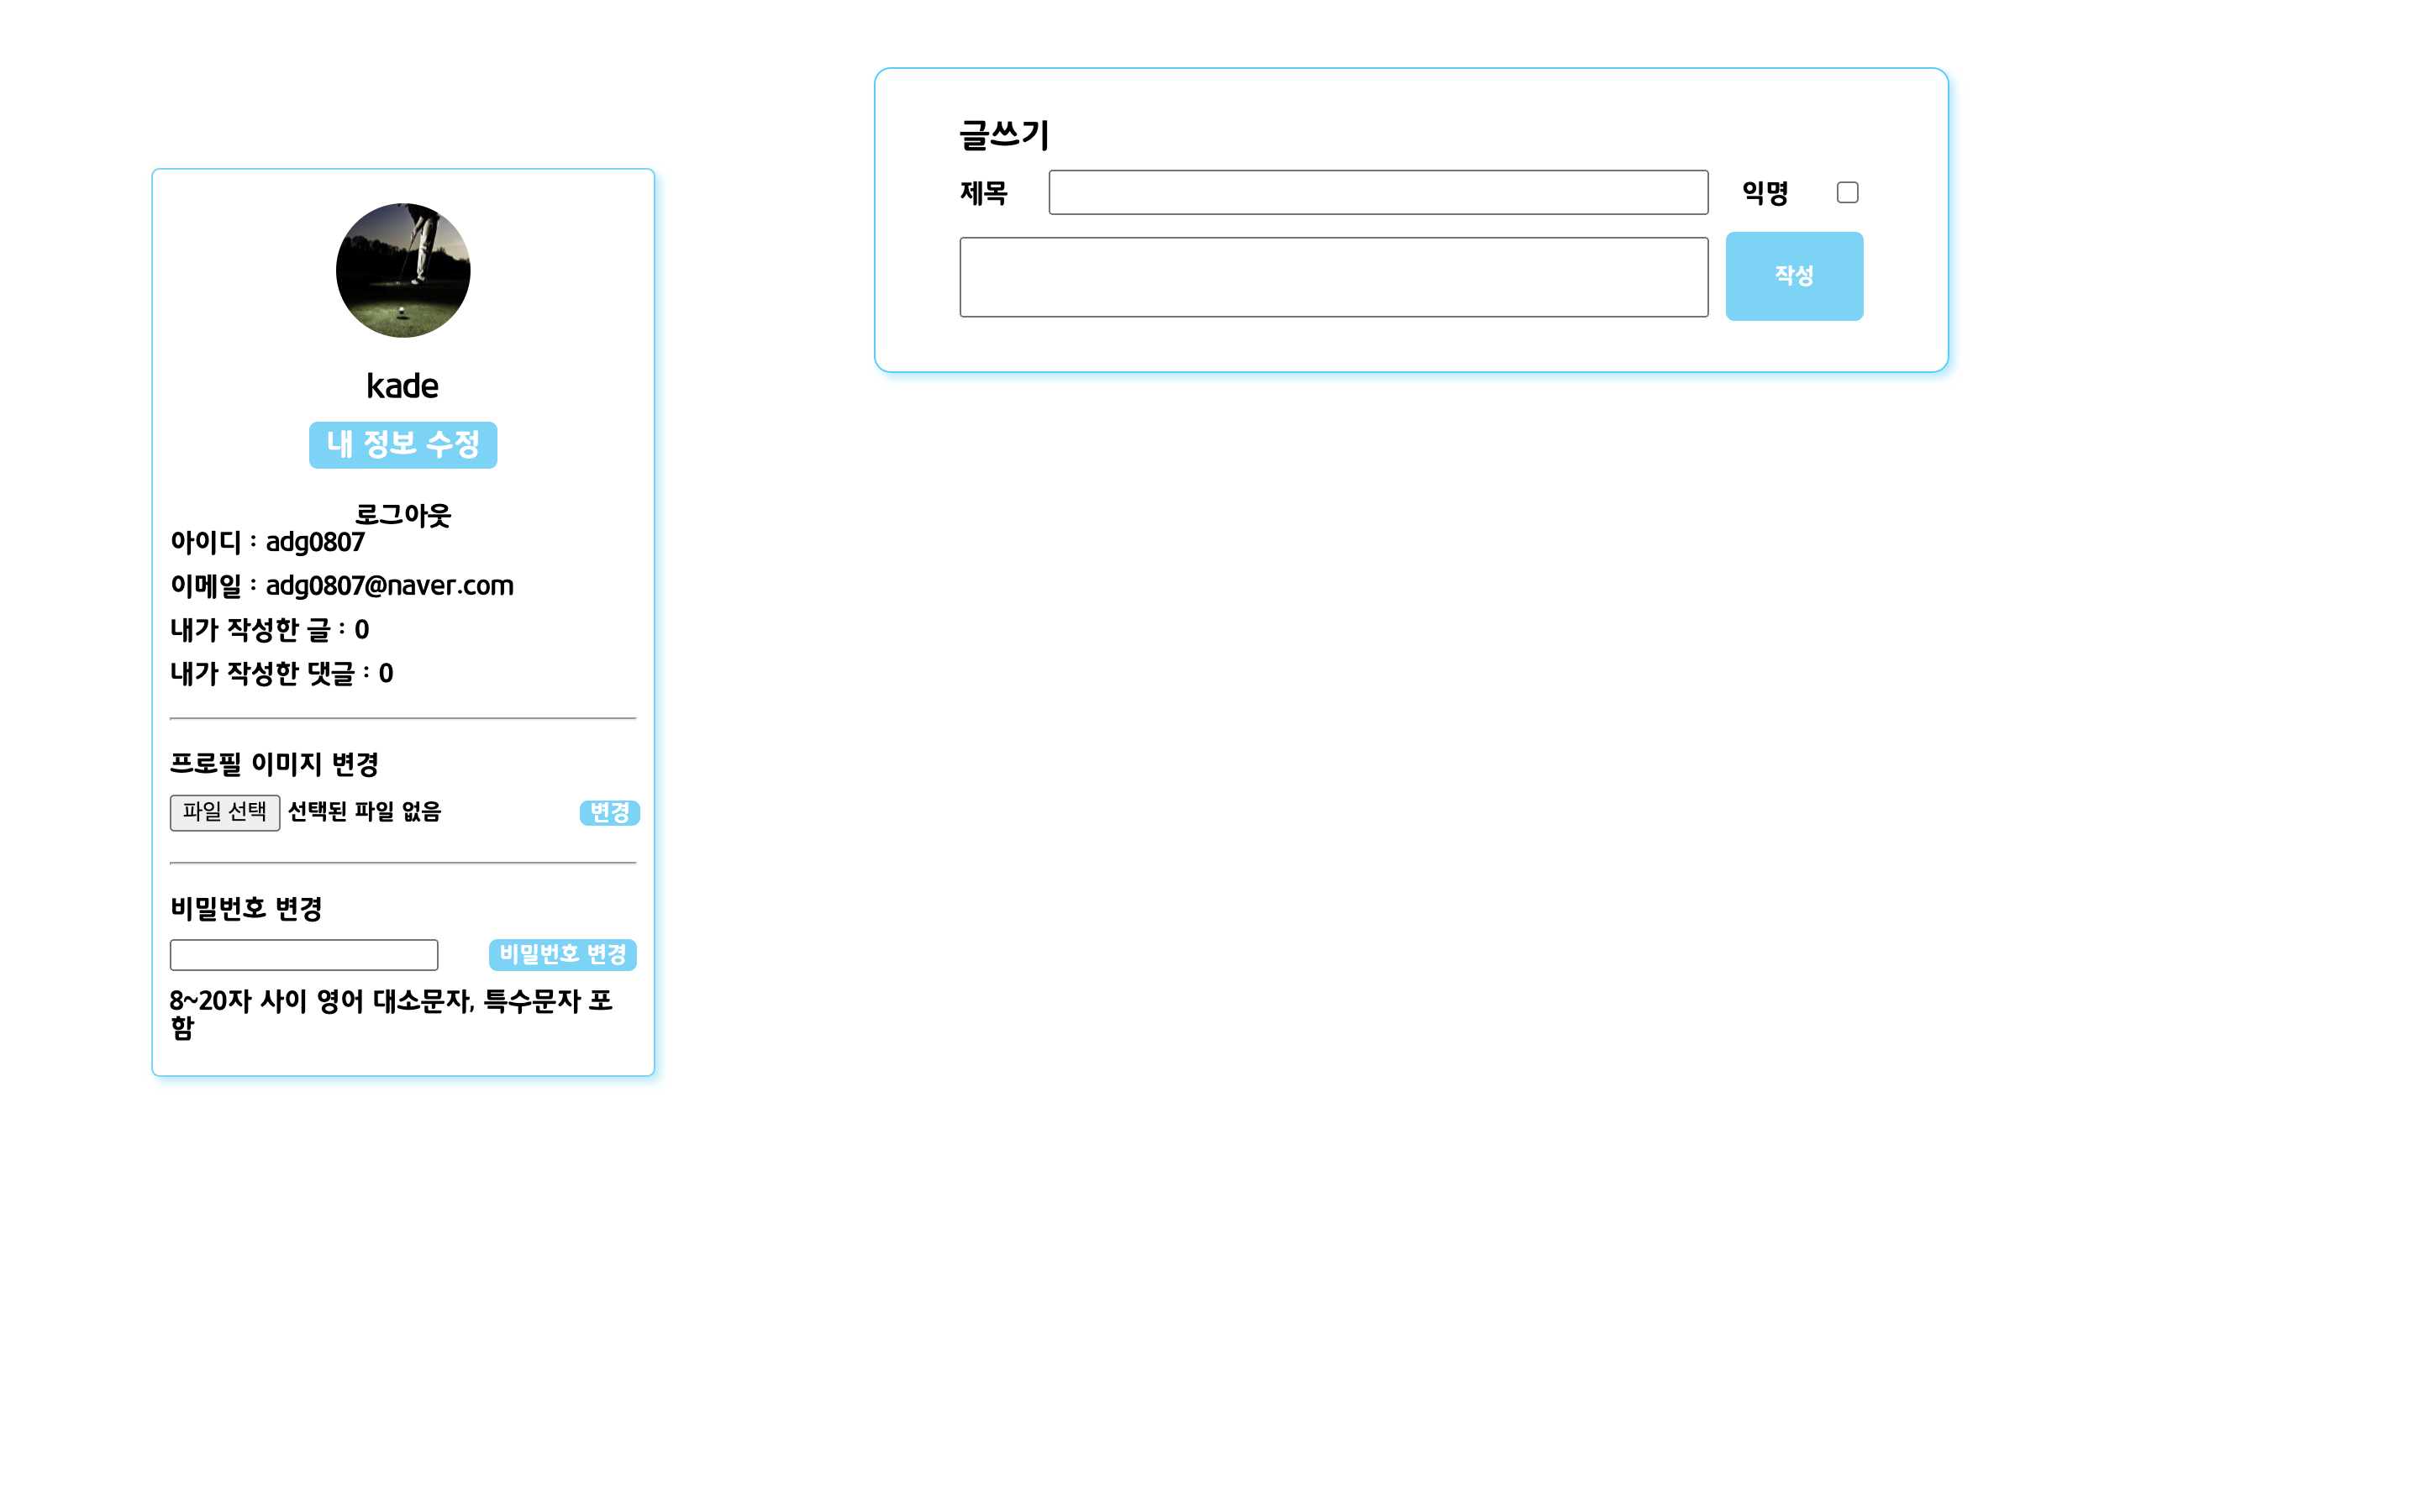 kade
내 정보 수정
로그아웃
아이디 : adg0807
이메일 : adg0807@naver.com
내가 작성한 글 : 0
내가 작성한 댓글 : 0
프로필 이미지 변경
파일 선택 선택된 파일 없음 변경
비밀번호 변경
비밀번호 변경
8~20자 사이 영어 대소문자, 특수문자 포
함
글쓰기
제목 익명
작성